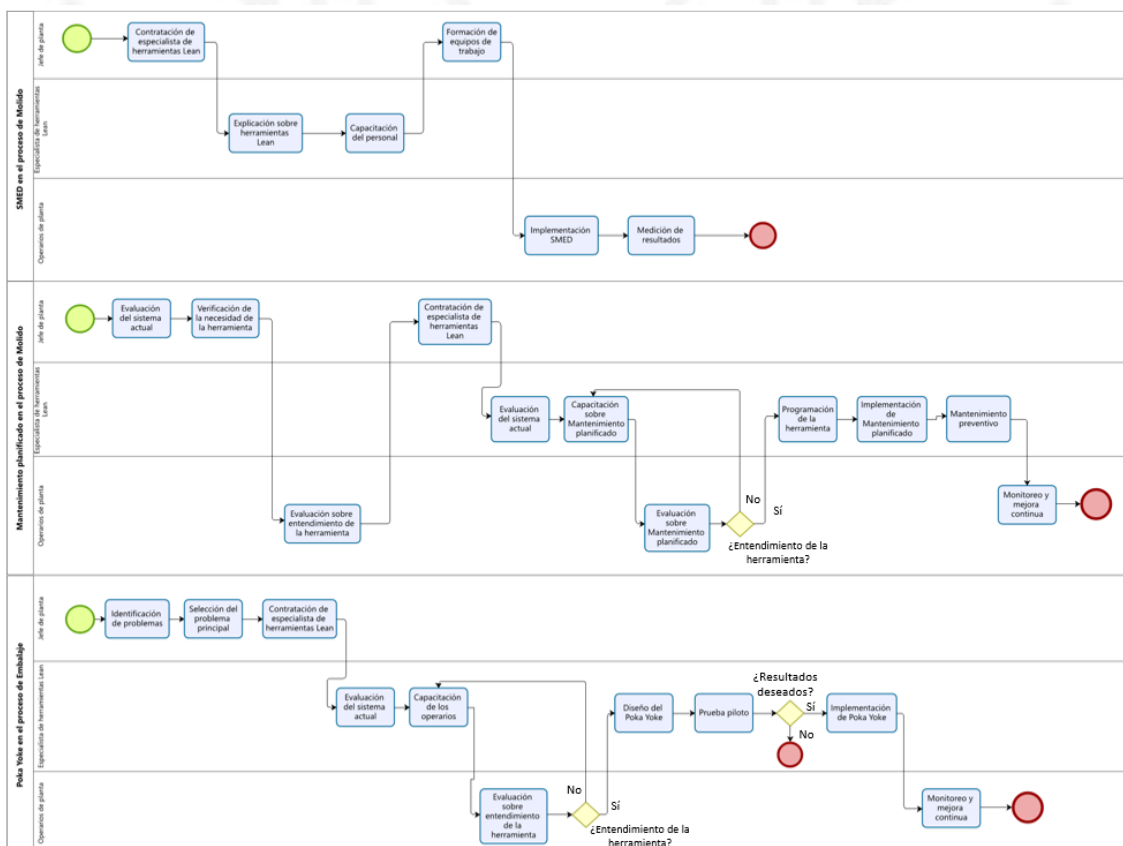 SMED en el proceso de Molido
Jefe de planta
Contratación de
especialista de
herramientas Lean
Formación de
equipos de
trabajo
Especialista de herramientas
Lean
Explicación sobre
herramientas
Lean
Capacitación
del personal
Operarios de planta
Implementación
SMED
Medición de
resultados
Mantenimiento planificado en el proceso de Molido
Jefe de planta
Evaluación
del sistema
actual
Verificación de
la necesidad de
la herramienta
Contratación de
especialista de
herramientas
Lean
Especialista de herramientas
Lean
Evaluación
del sistema
actual
Capacitación
sobre
Mantenimiento
planificado
Programación
de la
herramienta
Implementación
de
Mantenimiento
planificado
Mantenimiento
preventivo
Operarios de planta
Evaluación sobre
entendimiento de
la herramienta
Evaluación
sobre
Mantenimiento
planificado
No
Sí
¿Entendimiento de la
herramienta?
Monitoreo y
mejora
continua
Poka Yoke en el proceso de Embalaje
Jefe de planta
Identificación
de problemas
Selección del
problema
principal
Contratación de
especialista de
herramientas Lean
Especialista de herramientas Lean
Evaluación
del sistema
actual
Capacitación
de los
operarios
Diseño del
Poka Yoke
Prueba piloto
¿Resultados
deseados?
Sí
No
Implementación
de Poka Yoke
Operarios de planta
Evaluación
sobre
entendimiento
de la
herramienta
No
Sí
¿Entendimiento de la
herramienta?
Monitoreo y
mejora
continua